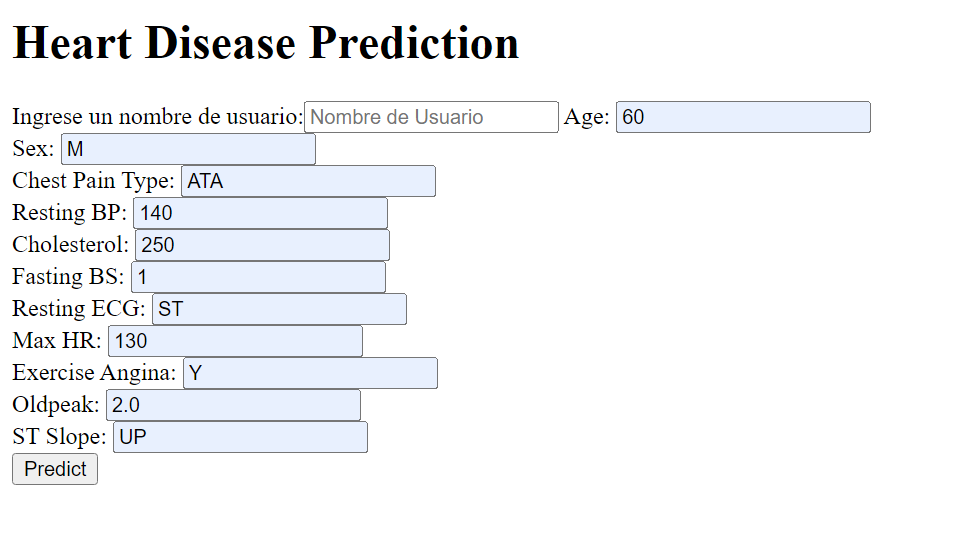 Heart Disease Prediction
Ingrese un nombre de usuario: Nombre de Usuario Age: 60
Sex: M
Chest Pain Type: ATA
Resting BP: 140
Cholesterol: 250
Fasting BS: 1
Resting ECG: ST
Max HR: 130
Exercise Angina: Y
Oldpeak: 2.0
ST Slope: UP
Predict